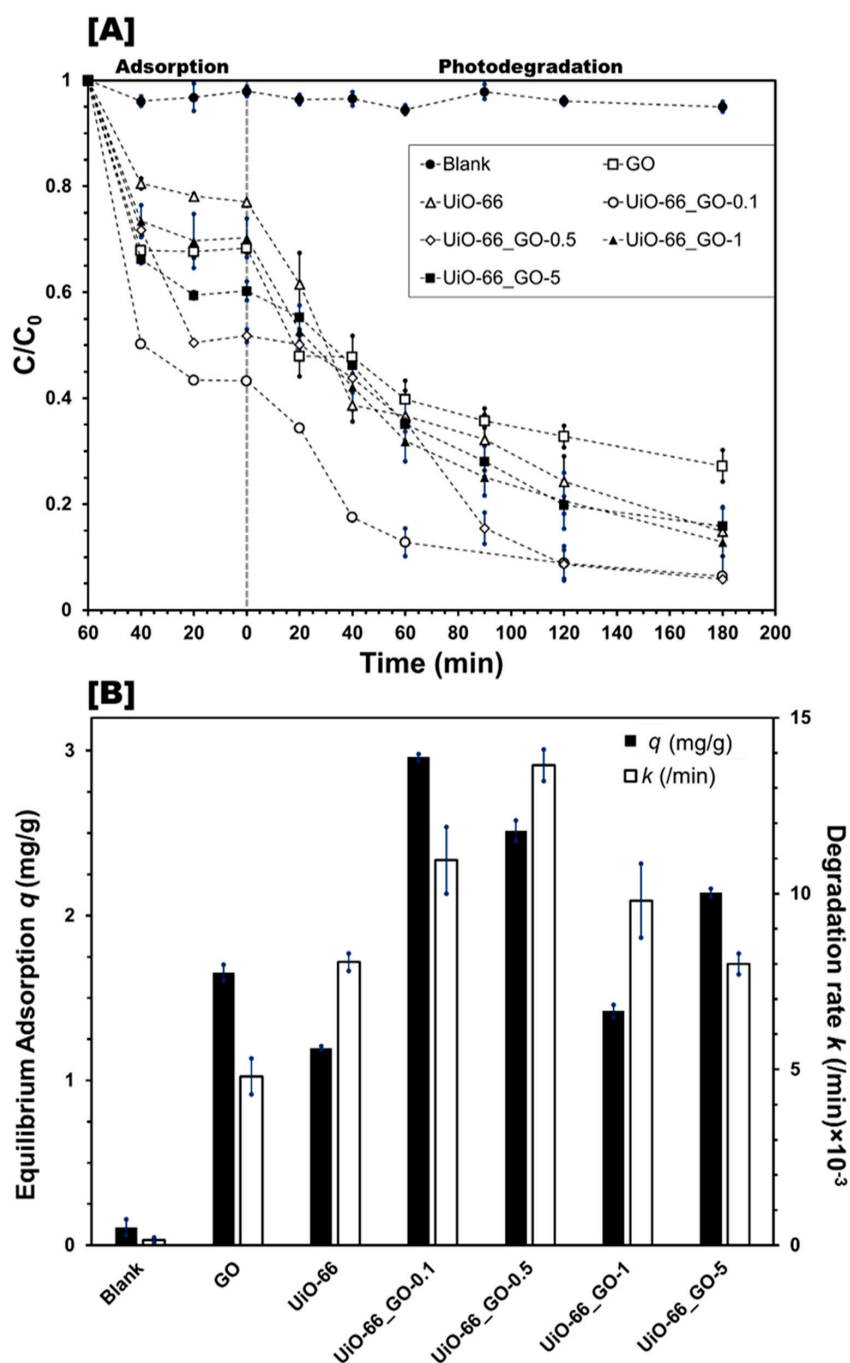 [A]
Adsorption Photodegradation
1
0.8
0.6
0.4
0.2
0
C/C0
Blank GO
UiO-66 UiO-66_GO-0.1
UiO-66_GO-0.5 UiO-66_GO-1
UiO-66_GO-5
60 40 20 0 20 40 60 80 100 120 140 160 180 200
Time (min)
[B]
3
2
1
0
Equilibrium Adsorption q (mg/g)
q (mg/g)
k (/min)
15
10
5
0
Degradation rate k (/min)×10-3
Blank
GO
UiO-66
UiO-66_GO-0.1
UiO-66_GO-0.5
UiO-66_GO-1
UiO-66_GO-5